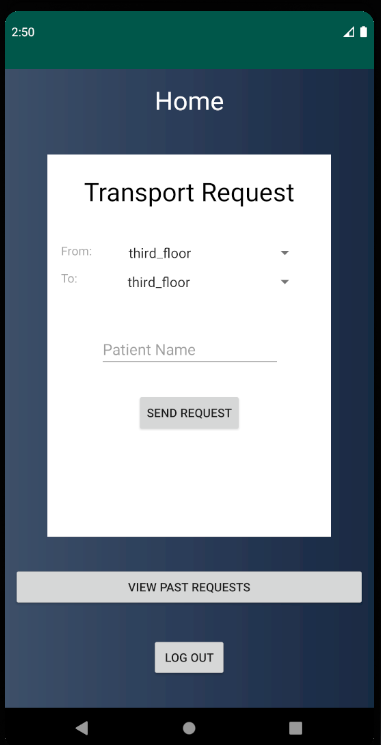 2:50
Home
Transport Request
From: third_floor
To: third_floor
Patient Name
SEND REQUEST
VIEW PAST REQUESTS
LOG OUT